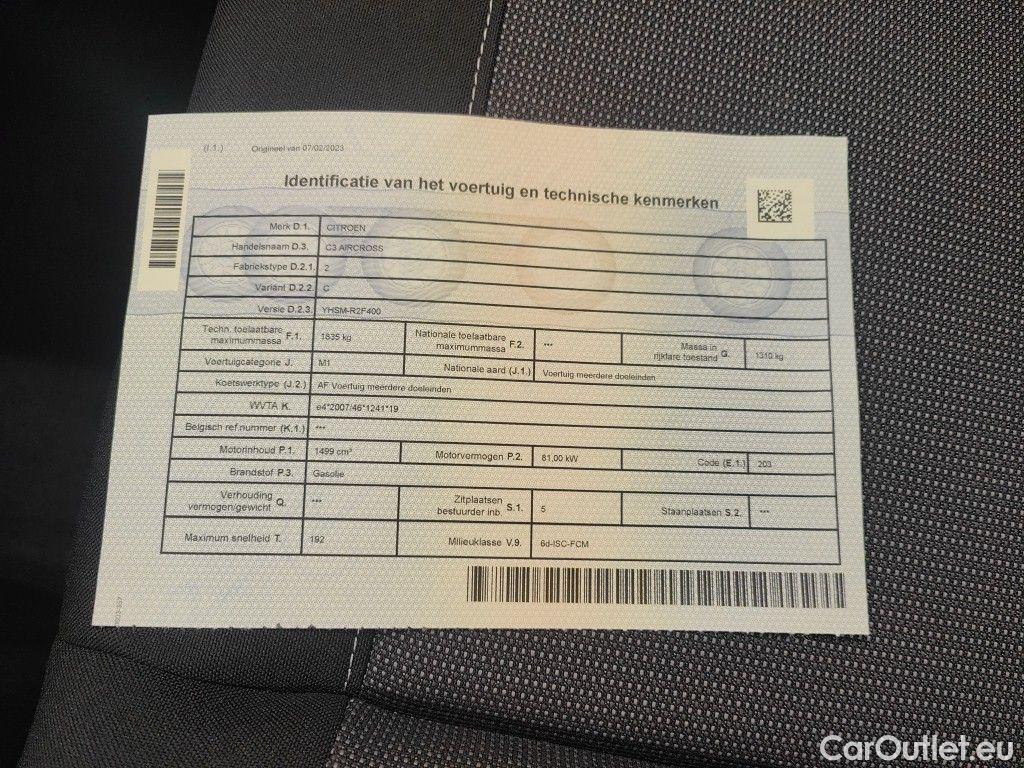 (I.1.) Origineel van 07/02/2023
Identificatie van het voertuig en technische kenmerken
Merk D.1. CITROEN
Handelsnaam D.3. C3 AIRCROSS
Fabriekstype D.2.1. 2
Variant D.2.2. C
Versie D.2.3. YHSM-R2F400
Techn. toelaatbare maximummassa F.1. 1835 kg Nationale toelaatbare maximummassa F.2. --- Massa in rijklare toestand G. 1310 kg
Voertuigcategorie J. M1 Nationale aard (J.1.) Voertuig meerdere doeleinden
Koetswerktype (J.2.) AF Voertuig meerdere doeleinden
WVTA K. e4*2007/46*1241*19
Belgisch ref.nummer (K.1.) ---
Motorinhoud P.1. 1499 cm³ Motorvermogen P.2. 81,00 kW Code (E.1.) 203
Brandstof P.3. Gasolie
Verhouding vermogen/gewicht Q. --- Zitplaatsen bestuurder inb. S.1. 5 Staanplaatsen S.2. ---
Maximum snelheid T. 192 Milieuklasse V.9. 6d-ISC-FCM
CarOutlet.eu